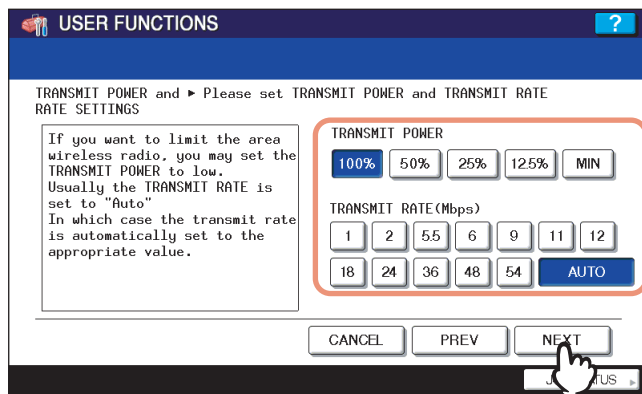 USER FUNCTIONS
?
TRANSMIT POWER and ► Please set TRANSMIT POWER and TRANSMIT RATE
RATE SETTINGS
If you want to limit the area
wireless radio, you may set the
TRANSMIT POWER to low.
Usually the TRANSMIT RATE is
set to "Auto"
In which case the transmit rate
is automatically set to the
appropriate value.
TRANSMIT POWER
100% 50% 25% 12.5% MIN
TRANSMIT RATE(Mbps)
1 2 5.5 6 9 11 12
18 24 36 48 54 AUTO
CANCEL PREV NEXT